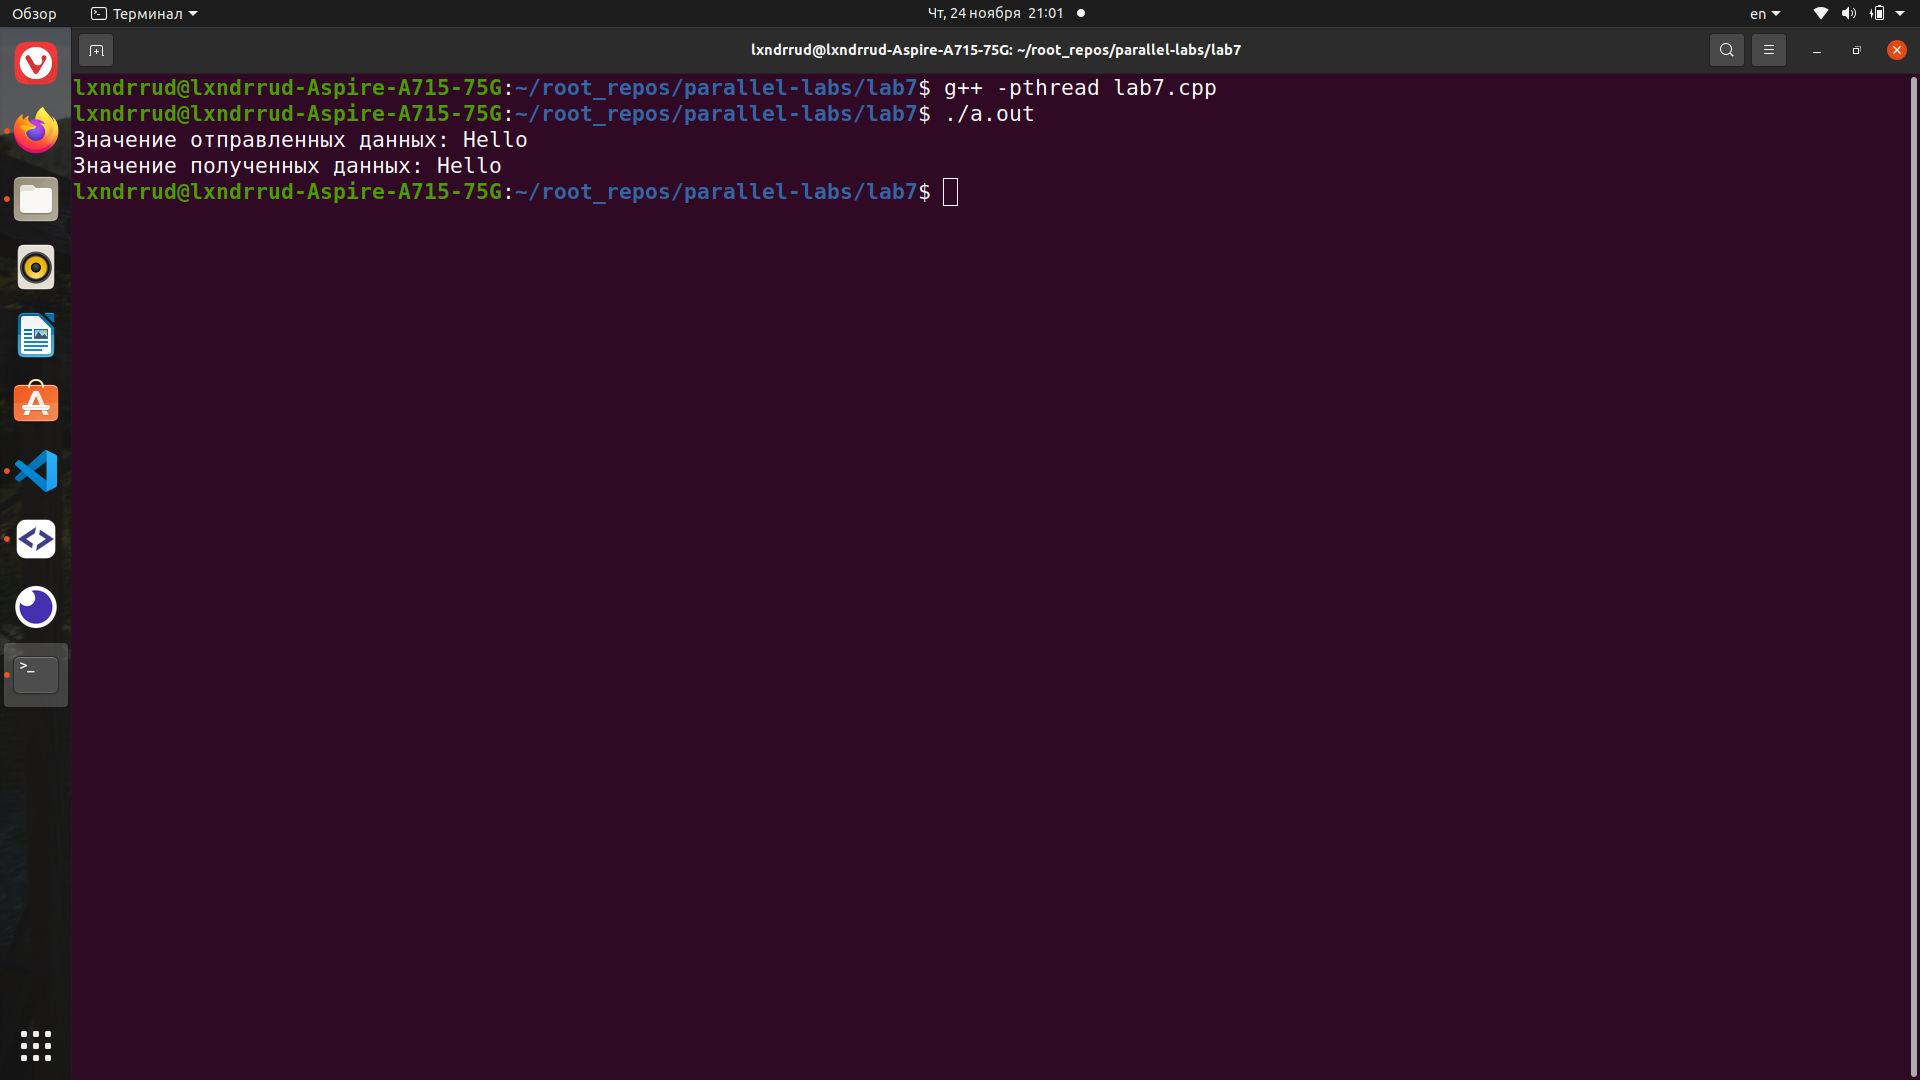 Обзор Терминал Чт, 24 ноября 21:01 en
lxndrrud@lxndrrud-Aspire-A715-75G: ~/root_repos/parallel-labs/lab7
lxndrrud@lxndrrud-Aspire-A715-75G:~/root_repos/parallel-labs/lab7$ g++ -pthread lab7.cpp
lxndrrud@lxndrrud-Aspire-A715-75G:~/root_repos/parallel-labs/lab7$ ./a.out
Значение отправленных данных: Hello
Значение полученных данных: Hello
lxndrrud@lxndrrud-Aspire-A715-75G:~/root_repos/parallel-labs/lab7$